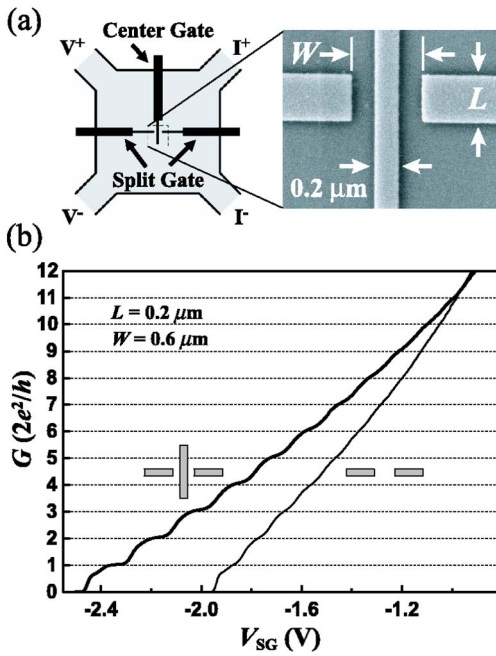 (a)
Center Gate
V+ I+
Split Gate
V- I-
W
L
0.2 µm
(b)
L = 0.2 µm
W = 0.6 µm
G (2e²/h)
12
11
10
9
8
7
6
5
4
3
2
1
0
-2.4 -2.0 -1.6 -1.2
VSG (V)